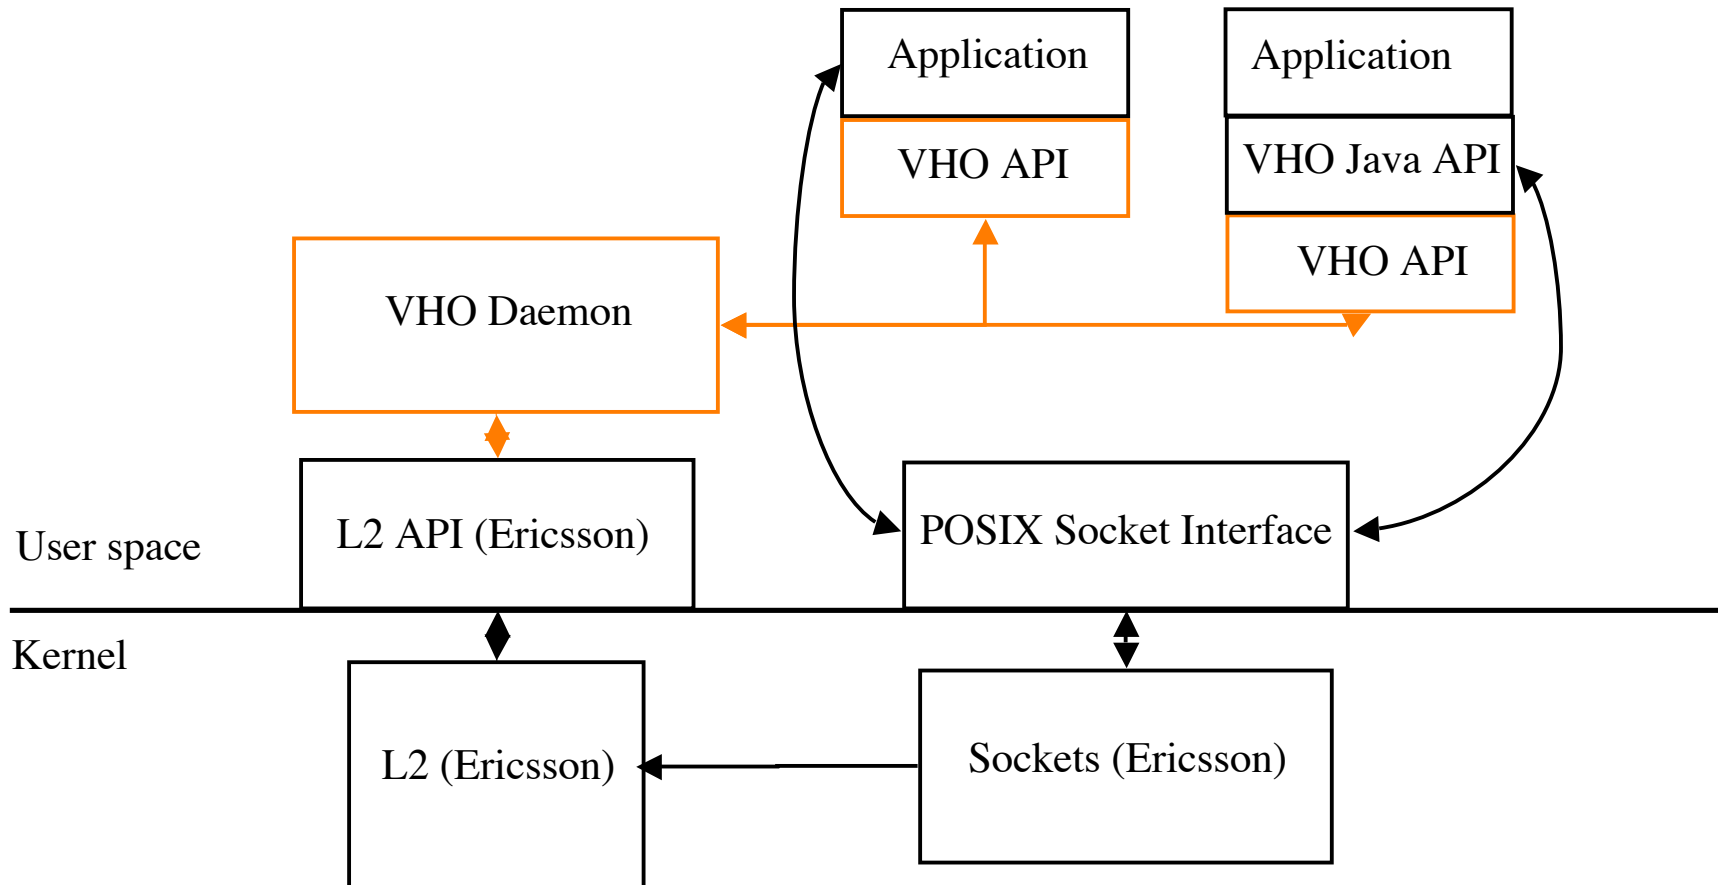 Application
Application
VHO API
VHO Java API
VHO API
VHO Daemon
L2 API (Ericsson)
POSIX Socket Interface
User space
Kernel
L2 (Ericsson)
Sockets (Ericsson)